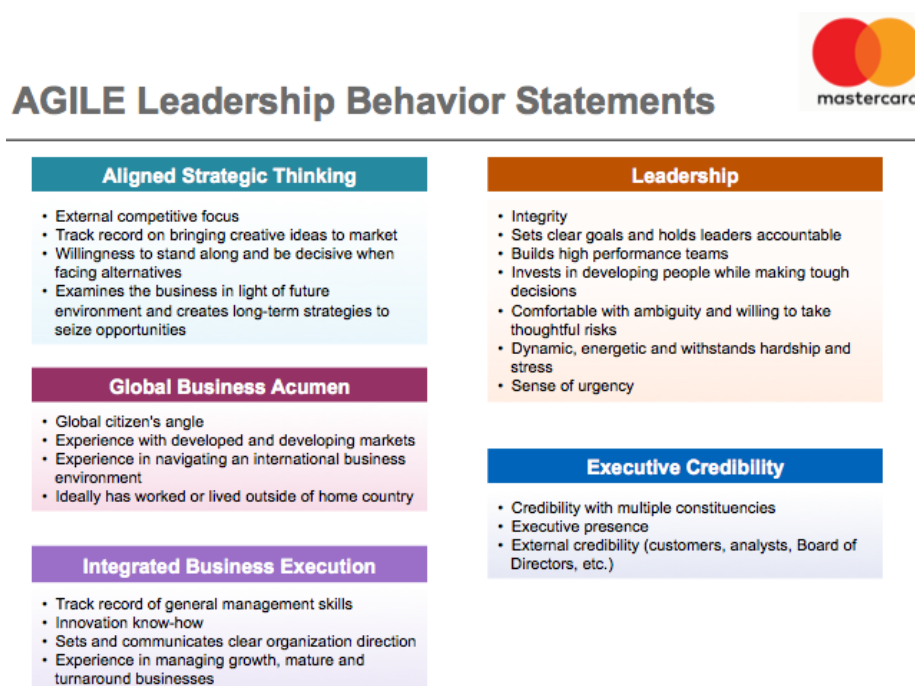 mastercard
AGILE Leadership Behavior Statements
Aligned Strategic Thinking
• External competitive focus
• Track record on bringing creative ideas to market
• Willingness to stand along and be decisive when
facing alternatives
• Examines the business in light of future
environment and creates long-term strategies to
seize opportunities
Global Business Acumen
• Global citizen's angle
• Experience with developed and developing markets
• Experience in navigating an international business
environment
• Ideally has worked or lived outside of home country
Integrated Business Execution
• Track record of general management skills
• Innovation know-how
• Sets and communicates clear organization direction
• Experience in managing growth, mature and
turnaround businesses
Leadership
• Integrity
• Sets clear goals and holds leaders accountable
• Builds high performance teams
• Invests in developing people while making tough
decisions
• Comfortable with ambiguity and willing to take
thoughtful risks
• Dynamic, energetic and withstands hardship and
stress
• Sense of urgency
Executive Credibility
• Credibility with multiple constituencies
• Executive presence
• External credibility (customers, analysts, Board of
Directors, etc.)